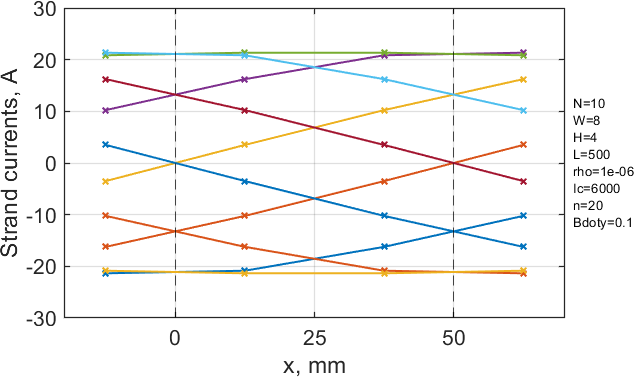 30
20
10
0
-10
-20
-30
Strand currents, A
0
25
50
x, mm
N=10
W=8
H=4
L=500
rho=1e-06
Ic=6000
n=20
Bdoty=0.1